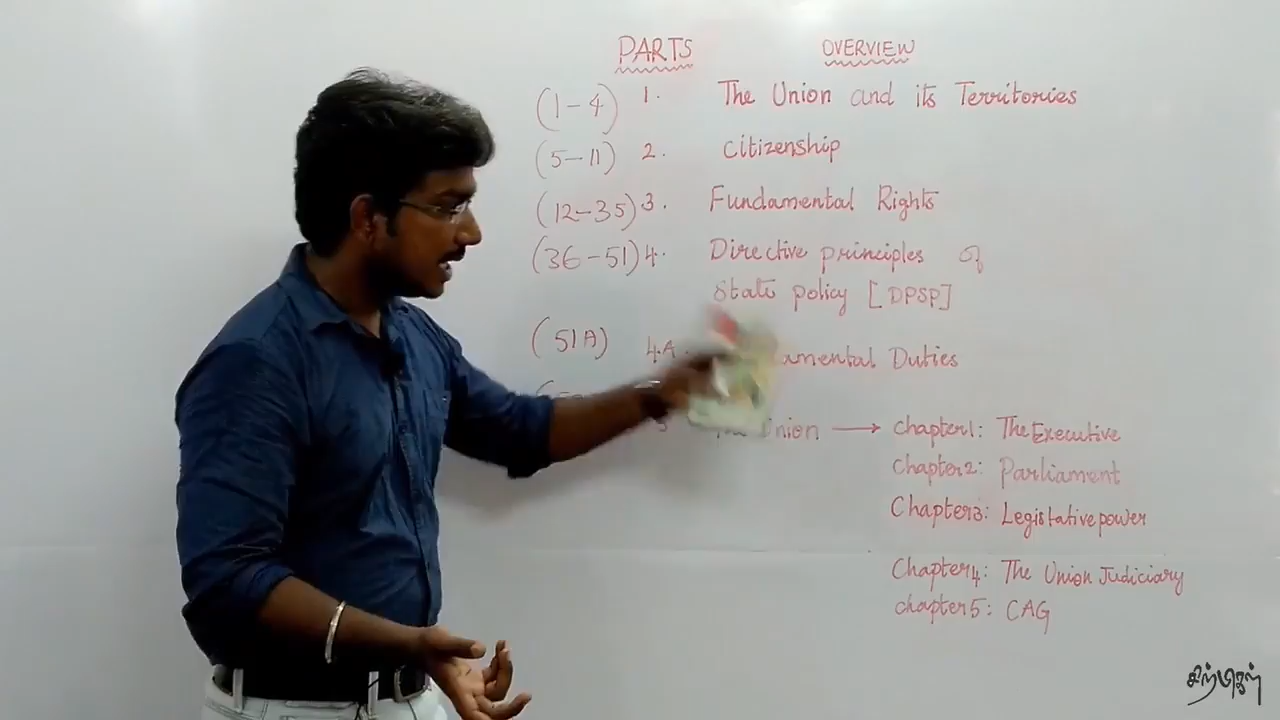 PARTS OVERVIEW
(1-4) 1. The Union and its Territories
(5-11) 2. Citizenship
(12-35) 3. Fundamental Rights
(36-51) 4. Directive principles of
State policy [DPSP]
(51A) 4.A. Duties
Union → Chapter1: The Executive
Chapter2: Parliament
Chapter3: Legislative power
Chapter4: The Union Judiciary
Chapter5: CAG
சிற்பிகள்